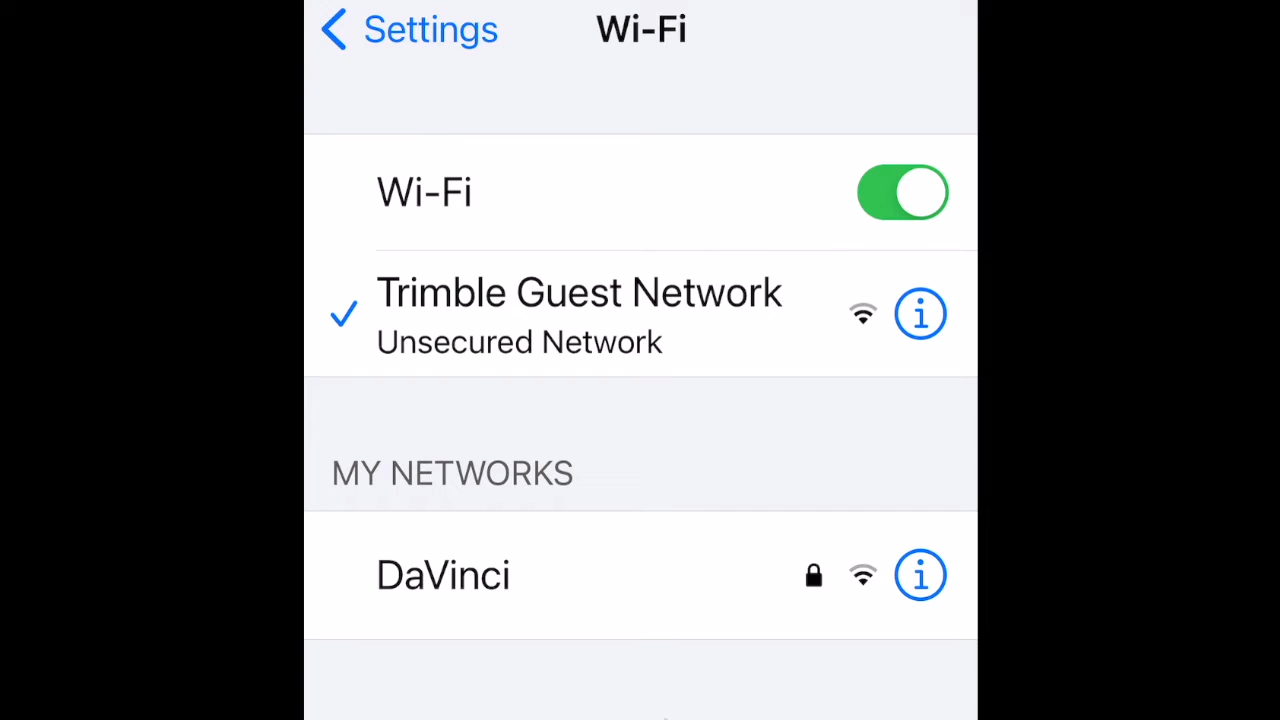 Settings
Wi-Fi
Wi-Fi
Trimble Guest Network
Unsecured Network
MY NETWORKS
DaVinci